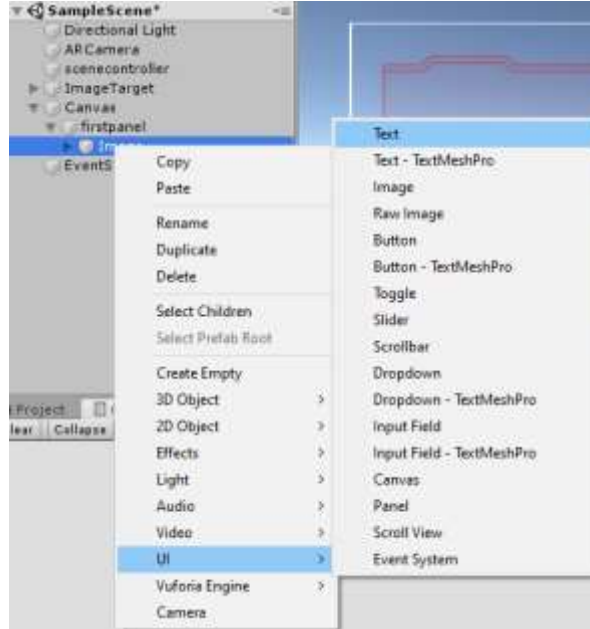 SampleScene*
Directional Light
ARCamera
scenecontroller
ImageTarget
Canvas
firstpanel
EventS
Copy
Paste
Rename
Duplicate
Delete
Select Children
Select Prefab Root
Create Empty
3D Object
2D Object
Effects
Light
Audio
Video
UI
Vuforia Engine
Camera
Text
Text - TextMeshPro
Image
Raw Image
Button
Button - TextMeshPro
Toggle
Slider
Scrollbar
Dropdown
Dropdown - TextMeshPro
Input Field
Input Field - TextMeshPro
Canvas
Panel
Scroll View
Event System
Project
lear Collapse